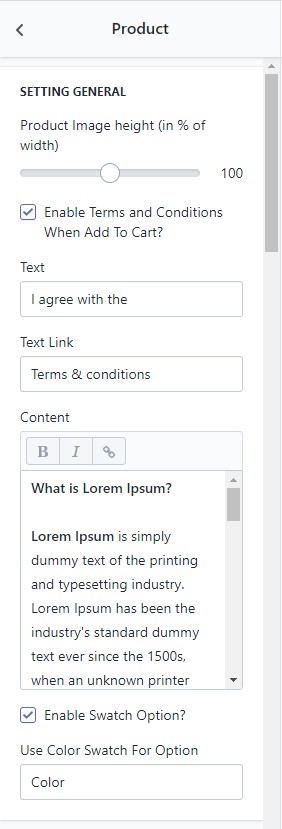 Product
SETTING GENERAL
Product Image height (in % of
width)
100
Enable Terms and Conditions
When Add To Cart?
Text
I agree with the
Text Link
Terms & conditions
Content
B I
What is Lorem Ipsum?
Lorem Ipsum is simply
dummy text of the printing
and typesetting industry.
Lorem Ipsum has been the
industry's standard dummy
text ever since the 1500s,
when an unknown printer
Enable Swatch Option?
Use Color Swatch For Option
Color